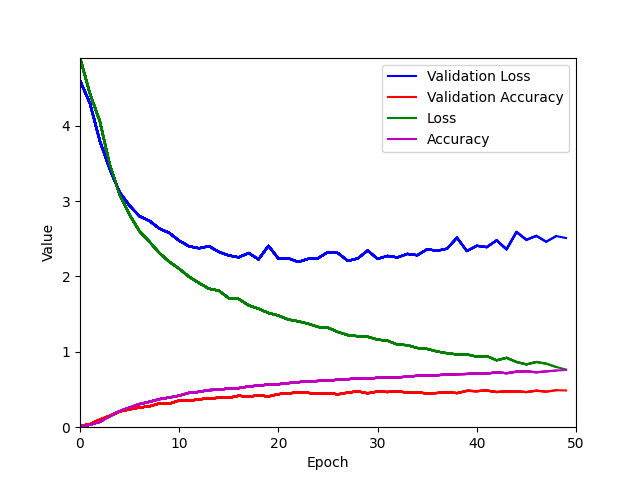 Validation Loss
Validation Accuracy
Loss
Accuracy
4
3
2
1
0
Value
0 10 20 30 40 50
Epoch